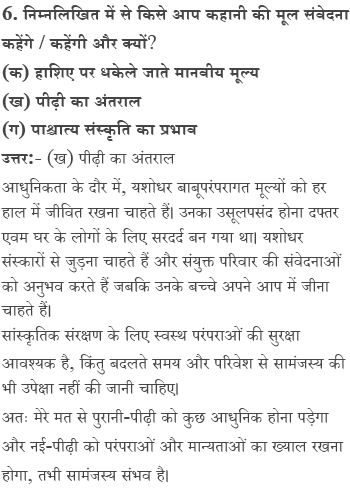 6. निम्नलिखित में से किसे आप कहानी की मूल संवेदना
कहेंगे / कहेंगी और क्यों?
(क) हाशिए पर धकेले जाते मानवीय मूल्य
(ख) पीढ़ी का अंतराल
(ग) पाश्चात्य संस्कृति का प्रभाव
उत्तर:- (ख) पीढ़ी का अंतराल
आधुनिकता के दौर में, यशोधर बाबूपरंपरागत मूल्यों को हर
हाल में जीवित रखना चाहते हैं। उनका उसूलपसंद होना दफ्तर
एवम घर के लोगों के लिए सरदर्द बन गया था। यशोधर
संस्कारों से जुड़ना चाहते हैं और संयुक्त परिवार की संवेदनाओं
को अनुभव करते हैं जबकि उनके बच्चे अपने आप में जीना
चाहते हैं।
सांस्कृतिक संरक्षण के लिए स्वस्थ परंपराओं की सुरक्षा
आवश्यक है, किंतु बदलते समय और परिवेश से सामंजस्य की
भी उपेक्षा नहीं की जानी चाहिए।
अतः मेरे मत से पुरानी-पीढ़ी को कुछ आधुनिक होना पड़ेगा
और नई-पीढ़ी को परंपराओं और मान्यताओं का ख्याल रखना
होगा, तभी सामंजस्य संभव है।